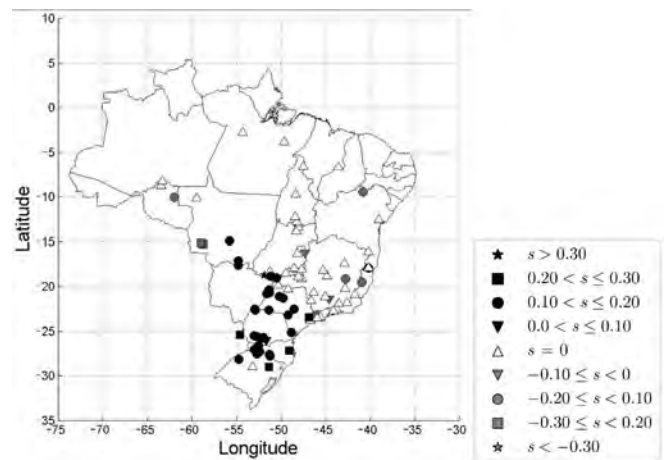 10
5
0
−5
−10
−15
−20
−25
−30
35
−75 −70 −65 −60 −55 −50 −45 −40 −35 −30
Latitude
Longitude
s > 0.30
0.20 < s ≤ 0.30
0.10 < s ≤ 0.20
0.0 < s ≤ 0.10
s = 0
−0.10 ≤ s < 0
−0.20 ≤ s < 0.10
−0.30 ≤ s < 0.20
s < −0.30